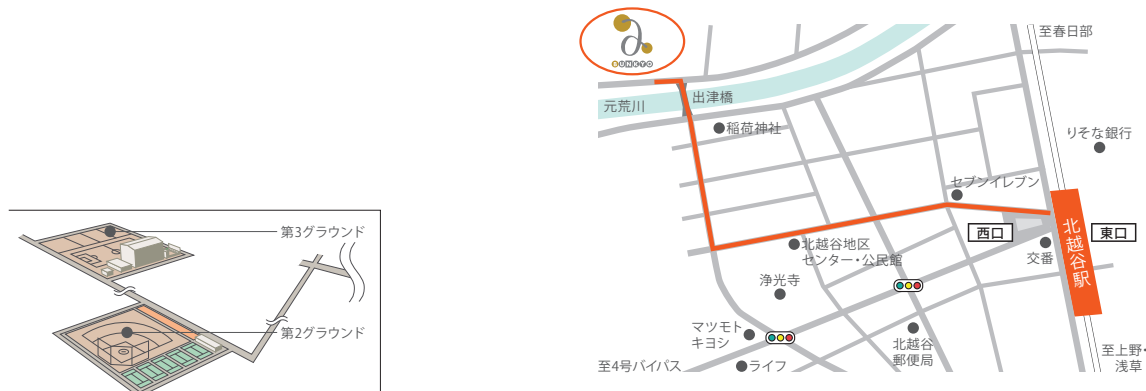 第3グラウンド
第2グラウンド
BUNKYO
至春日部
元荒川
出津橋
稲荷神社
りそな銀行
セブンイレブン
西口
北越谷駅
東口
交番
北越谷地区
センター・公民館
浄光寺
マツモト
キヨシ
ライフ
北越谷
郵便局
至4号バイパス
至上野・
浅草